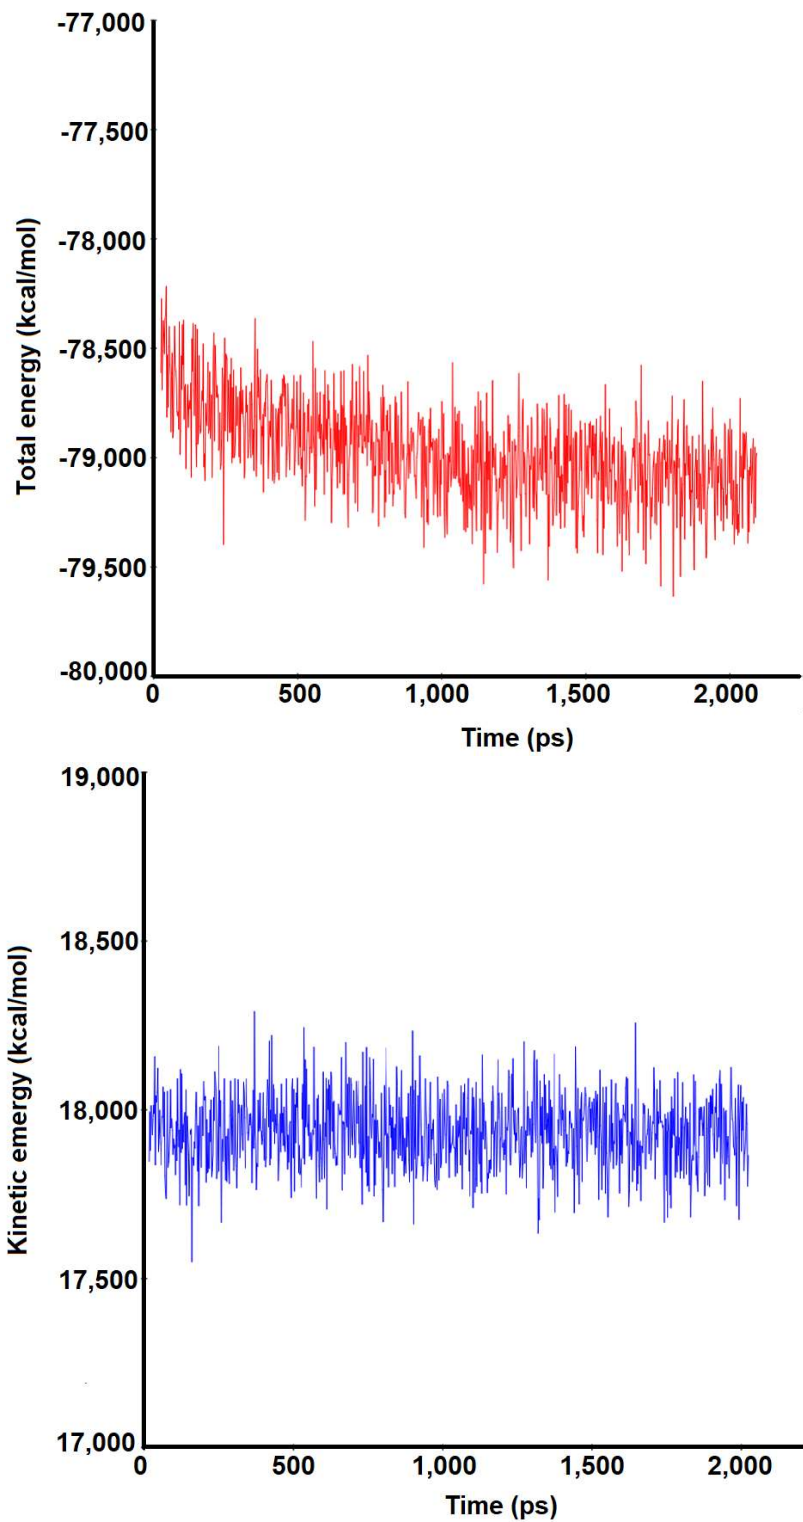 -77,000
-77,500
-78,000
-78,500
-79,000
-79,500
-80,000
Total energy (kcal/mol)
0 500 1,000 1,500 2,000
Time (ps)
19,000
18,500
18,000
17,500
17,000
Kinetic emergy (kcal/mol)
0 500 1,000 1,500 2,000
Time (ps)